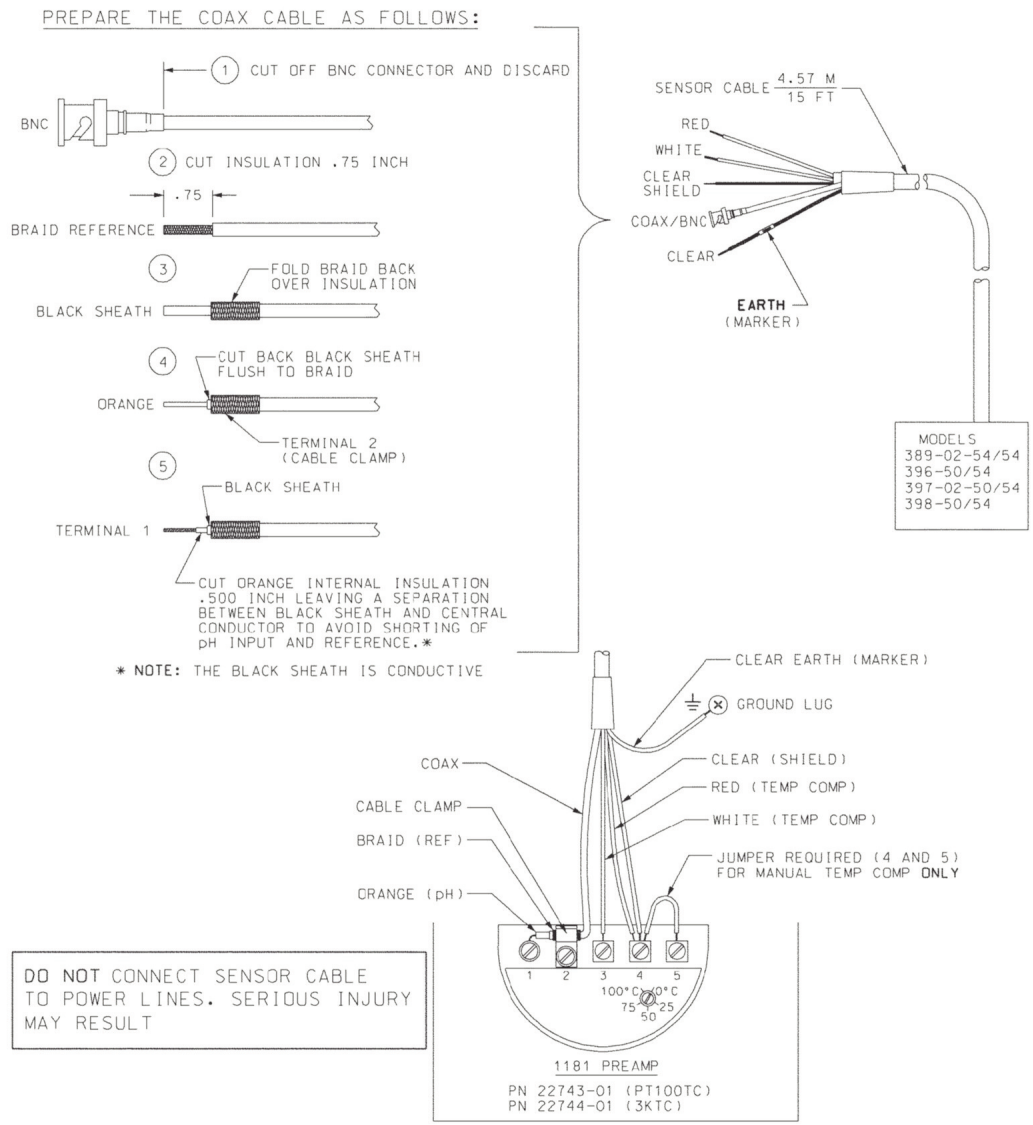 PREPARE THE COAX CABLE AS FOLLOWS:
1 CUT OFF BNC CONNECTOR AND DISCARD
BNC
2 CUT INSULATION .75 INCH
.75
BRAID REFERENCE
3
FOLD BRAID BACK
OVER INSULATION
BLACK SHEATH
4
CUT BACK BLACK SHEATH
FLUSH TO BRAID
ORANGE
TERMINAL 2
(CABLE CLAMP)
5
BLACK SHEATH
TERMINAL 1
CUT ORANGE INTERNAL INSULATION
.500 INCH LEAVING A SEPARATION
BETWEEN BLACK SHEATH AND CENTRAL
CONDUCTOR TO AVOID SHORTING OF
pH INPUT AND REFERENCE.*
* NOTE: THE BLACK SHEATH IS CONDUCTIVE
SENSOR CABLE 4.57 M
15 FT
RED
WHITE
CLEAR
SHIELD
COAX/BNC
CLEAR
EARTH
(MARKER)
MODELS
389-02-54/54
396-50/54
397-02-50/54
398-50/54
CLEAR EARTH (MARKER)
GROUND LUG
COAX
CLEAR (SHIELD)
RED (TEMP COMP)
CABLE CLAMP
WHITE (TEMP COMP)
BRAID (REF)
JUMPER REQUIRED (4 AND 5)
FOR MANUAL TEMP COMP ONLY
ORANGE (pH)
1 2 3 4 5
100°C 0°C
75 25
50
1181 PREAMP
PN 22743-01 (PT100TC)
PN 22744-01 (3KTC)
DO NOT CONNECT SENSOR CABLE
TO POWER LINES. SERIOUS INJURY
MAY RESULT